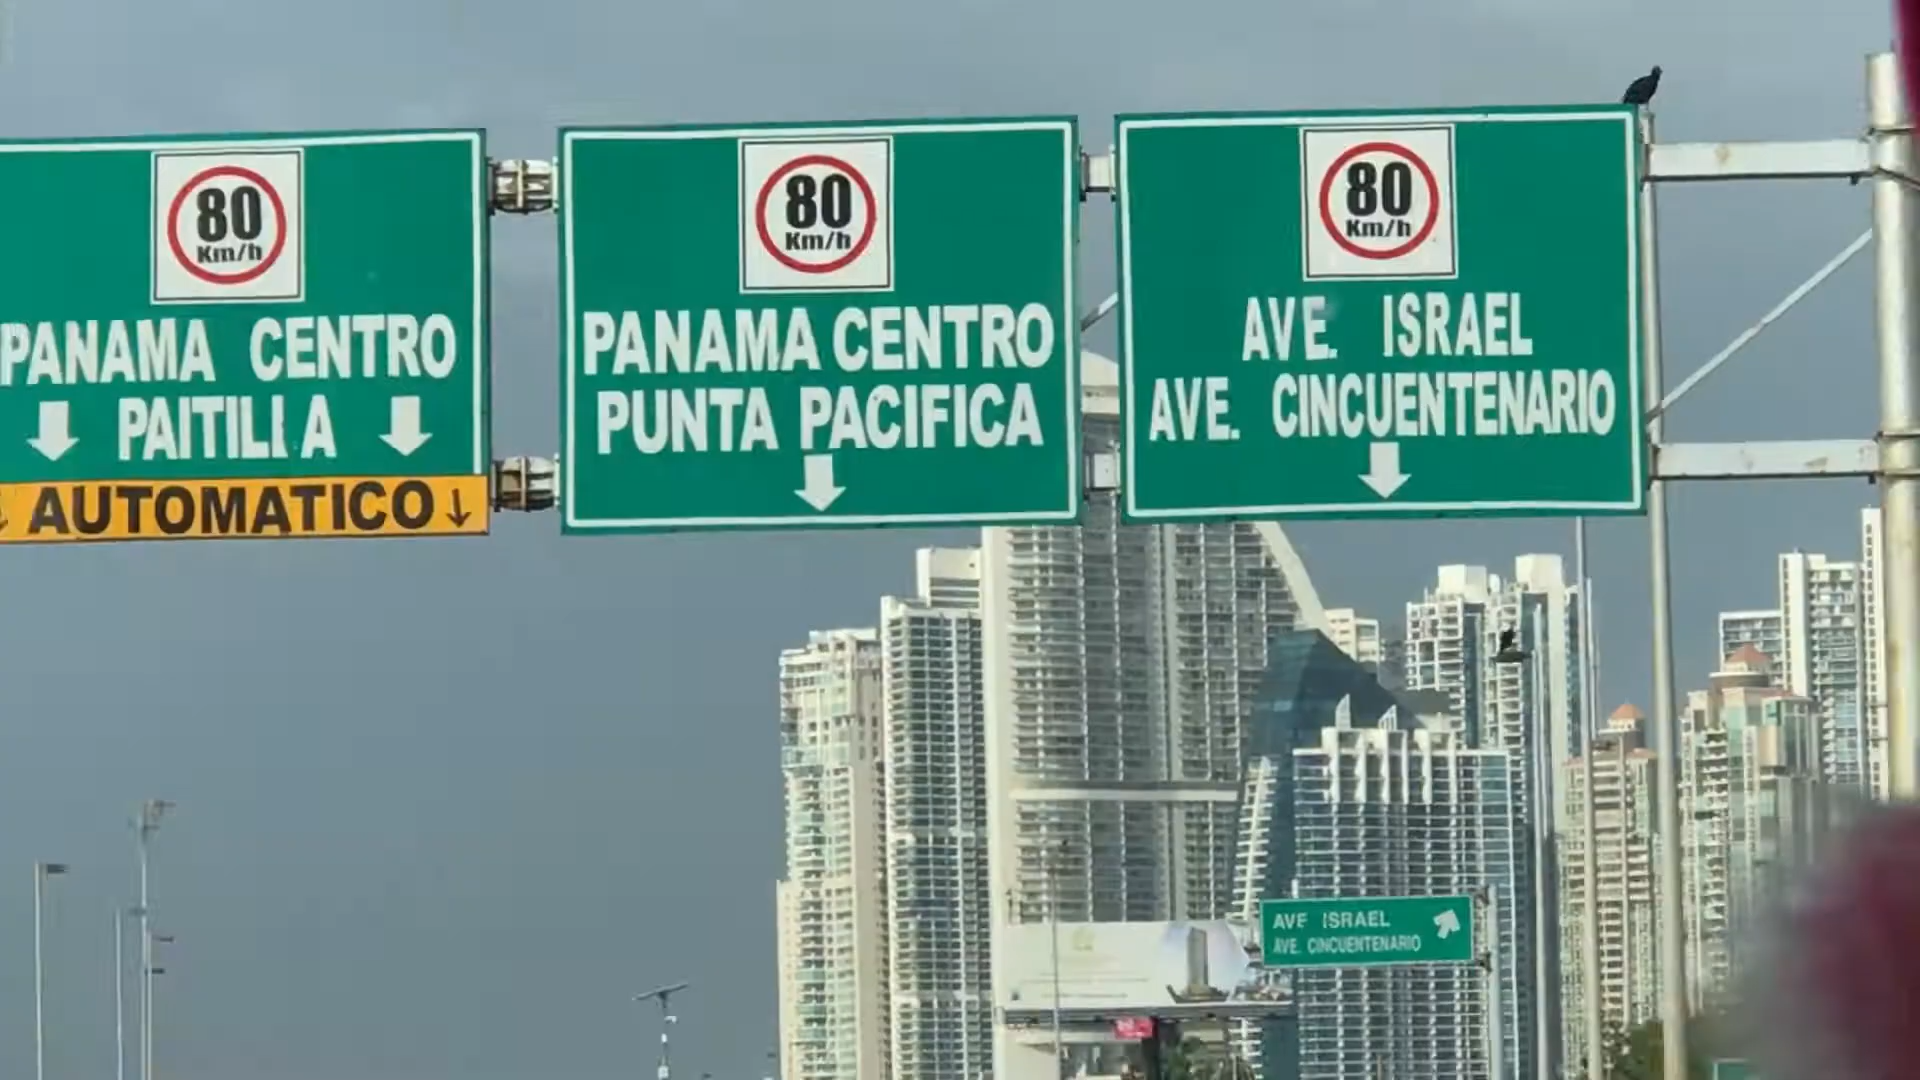 80
Km/h
PANAMA CENTRO
PAITILIA
AUTOMATICO
80
Km/h
PANAMA CENTRO
PUNTA PACIFICA
80
Km/h
AVE. ISRAEL
AVE. CINCUENTENARIO
AVE ISRAEL
AVE. CINCUENTENARIO